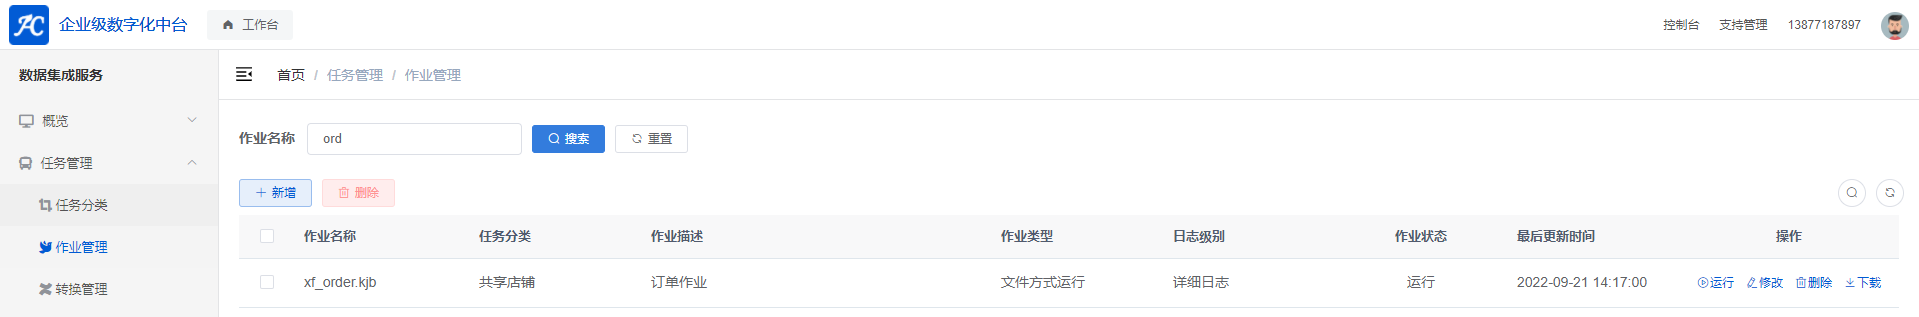 企业级数字化中台 工作台 控制台 支持管理 13877187897
数据集成服务
概览
任务管理
任务分类
作业管理
转换管理
首页 / 任务管理 / 作业管理
作业名称 ord 搜索 重置
新增 删除
作业名称 任务分类 作业描述 作业类型 日志级别 作业状态 最后更新时间 操作
xf_order.kjb 共享店铺 订单作业 文件方式运行 详细日志 运行 2022-09-21 14:17:00 运行 修改 删除 下载